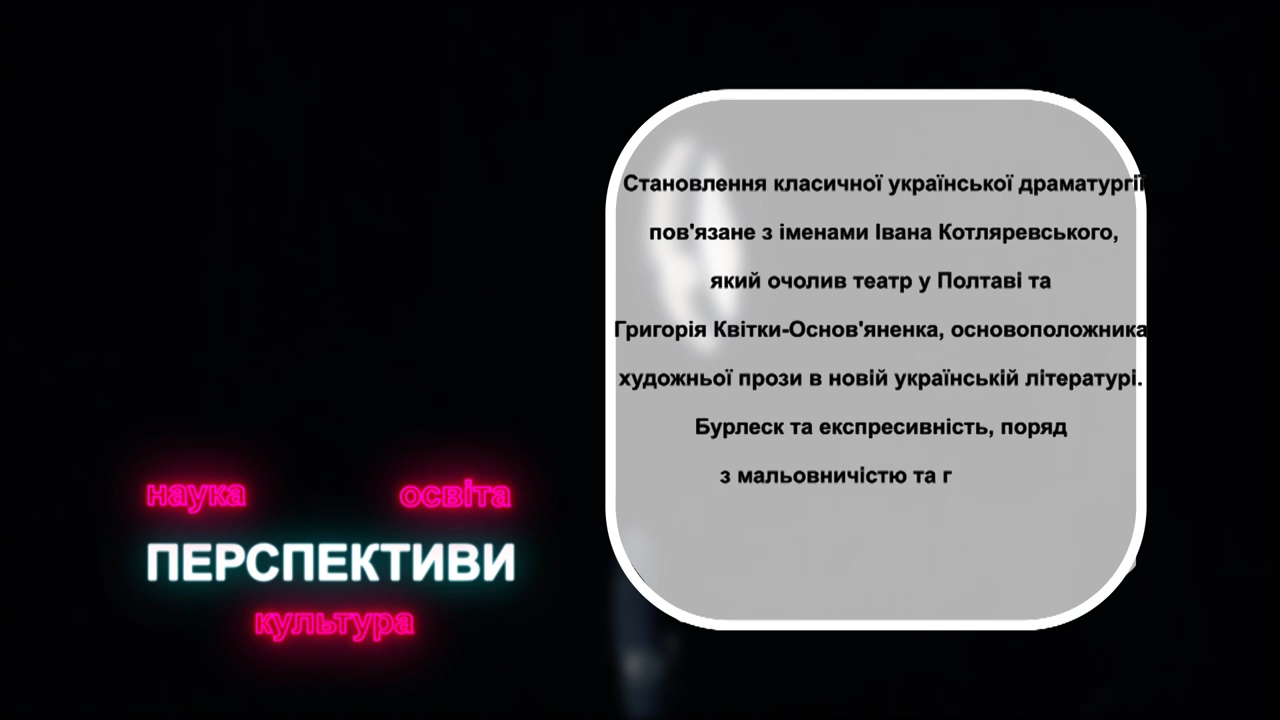 Становлення класичної української драматургії
пов'язане з іменами Івана Котляревського,
який очолив театр у Полтаві та
Григорія Квітки-Основ'яненка, основоположника
художньої прози в новій українській літературі.
Бурлеск та експресивність, поряд
з мальовничістю та г
наука освіта
ПЕРСПЕКТИВИ
культура